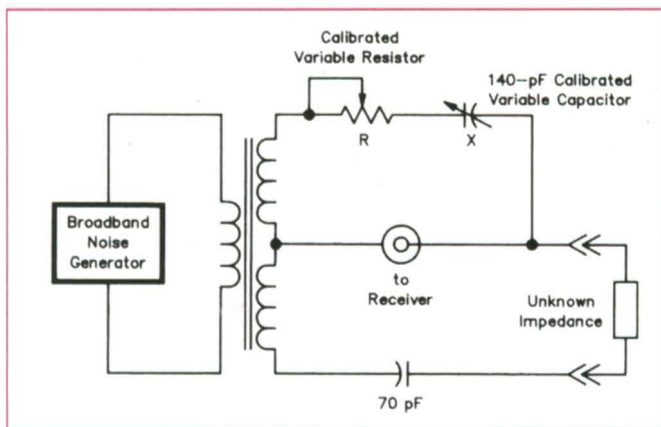 Calibrated
Variable Resistor
140-pF Calibrated
Variable Capacitor
R
X
Broadband
Noise
Generator
to
Receiver
Unknown
Impedance
70 pF